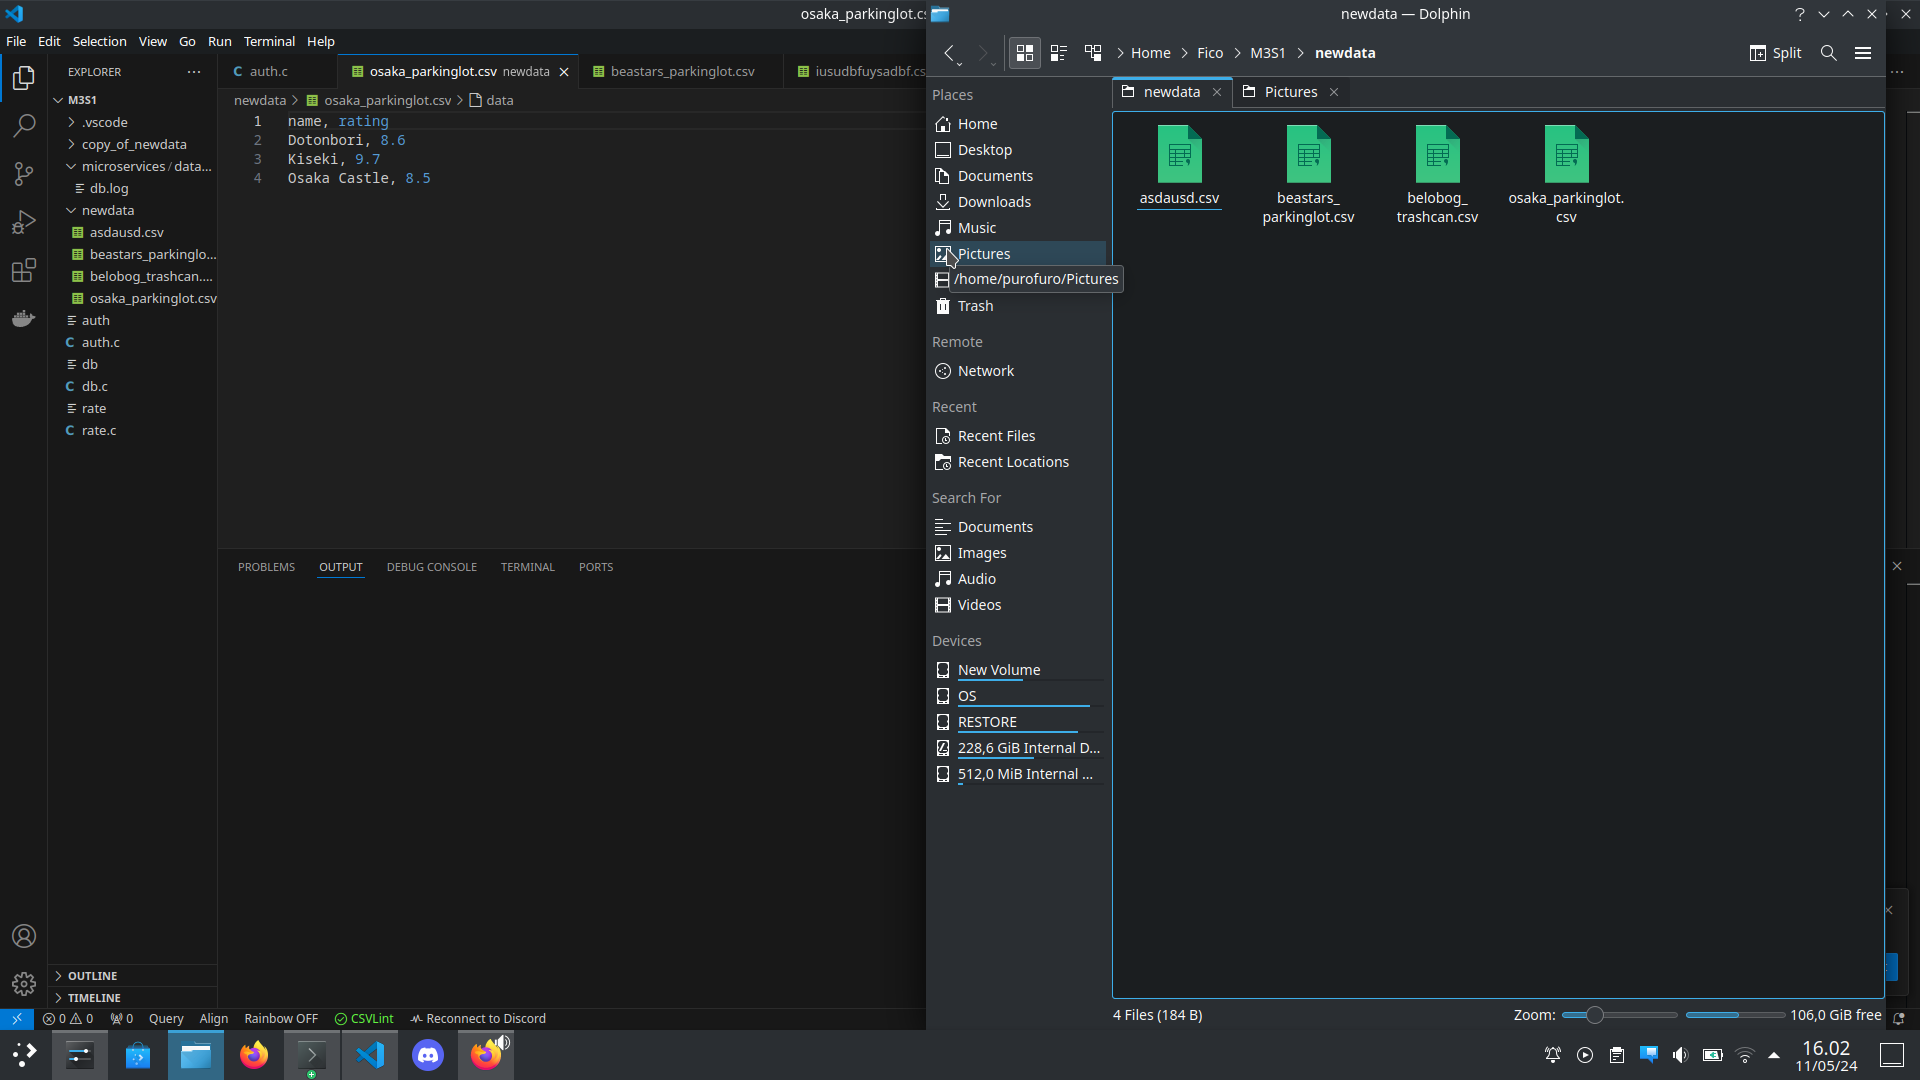 osaka_parkinglot.cs
File Edit Selection View Go Run Terminal Help
EXPLORER
M3S1
.vscode
copy_of_newdata
microservices / data...
db.log
newdata
asdausd.csv
beastars_parkinglo...
belobog_trashcan....
osaka_parkinglot.csv
auth
auth.c
db
db.c
rate
rate.c
OUTLINE
TIMELINE
auth.c
osaka_parkinglot.csv newdata
beastars_parkinglot.csv
iusudbfuysadbf.cs
newdata > osaka_parkinglot.csv > data
1 name, rating
2 Dotonbori, 8.6
3 Kiseki, 9.7
4 Osaka Castle, 8.5
PROBLEMS OUTPUT DEBUG CONSOLE TERMINAL PORTS
0 0 0 Query Align Rainbow OFF CSVLint Reconnect to Discord
newdata — Dolphin
Home > Fico > M3S1 > newdata
Split
Places
Home
Desktop
Documents
Downloads
Music
Pictures
/home/purofuro/Pictures
Trash
Remote
Network
Recent
Recent Files
Recent Locations
Search For
Documents
Images
Audio
Videos
Devices
New Volume
OS
RESTORE
228,6 GiB Internal D...
512,0 MiB Internal ...
newdata
Pictures
asdausd.csv
beastars_
parkinglot.csv
belobog_
trashcan.csv
osaka_parkinglot.
csv
4 Files (184 B)
Zoom:
106,0 GiB free
16.02
11/05/24